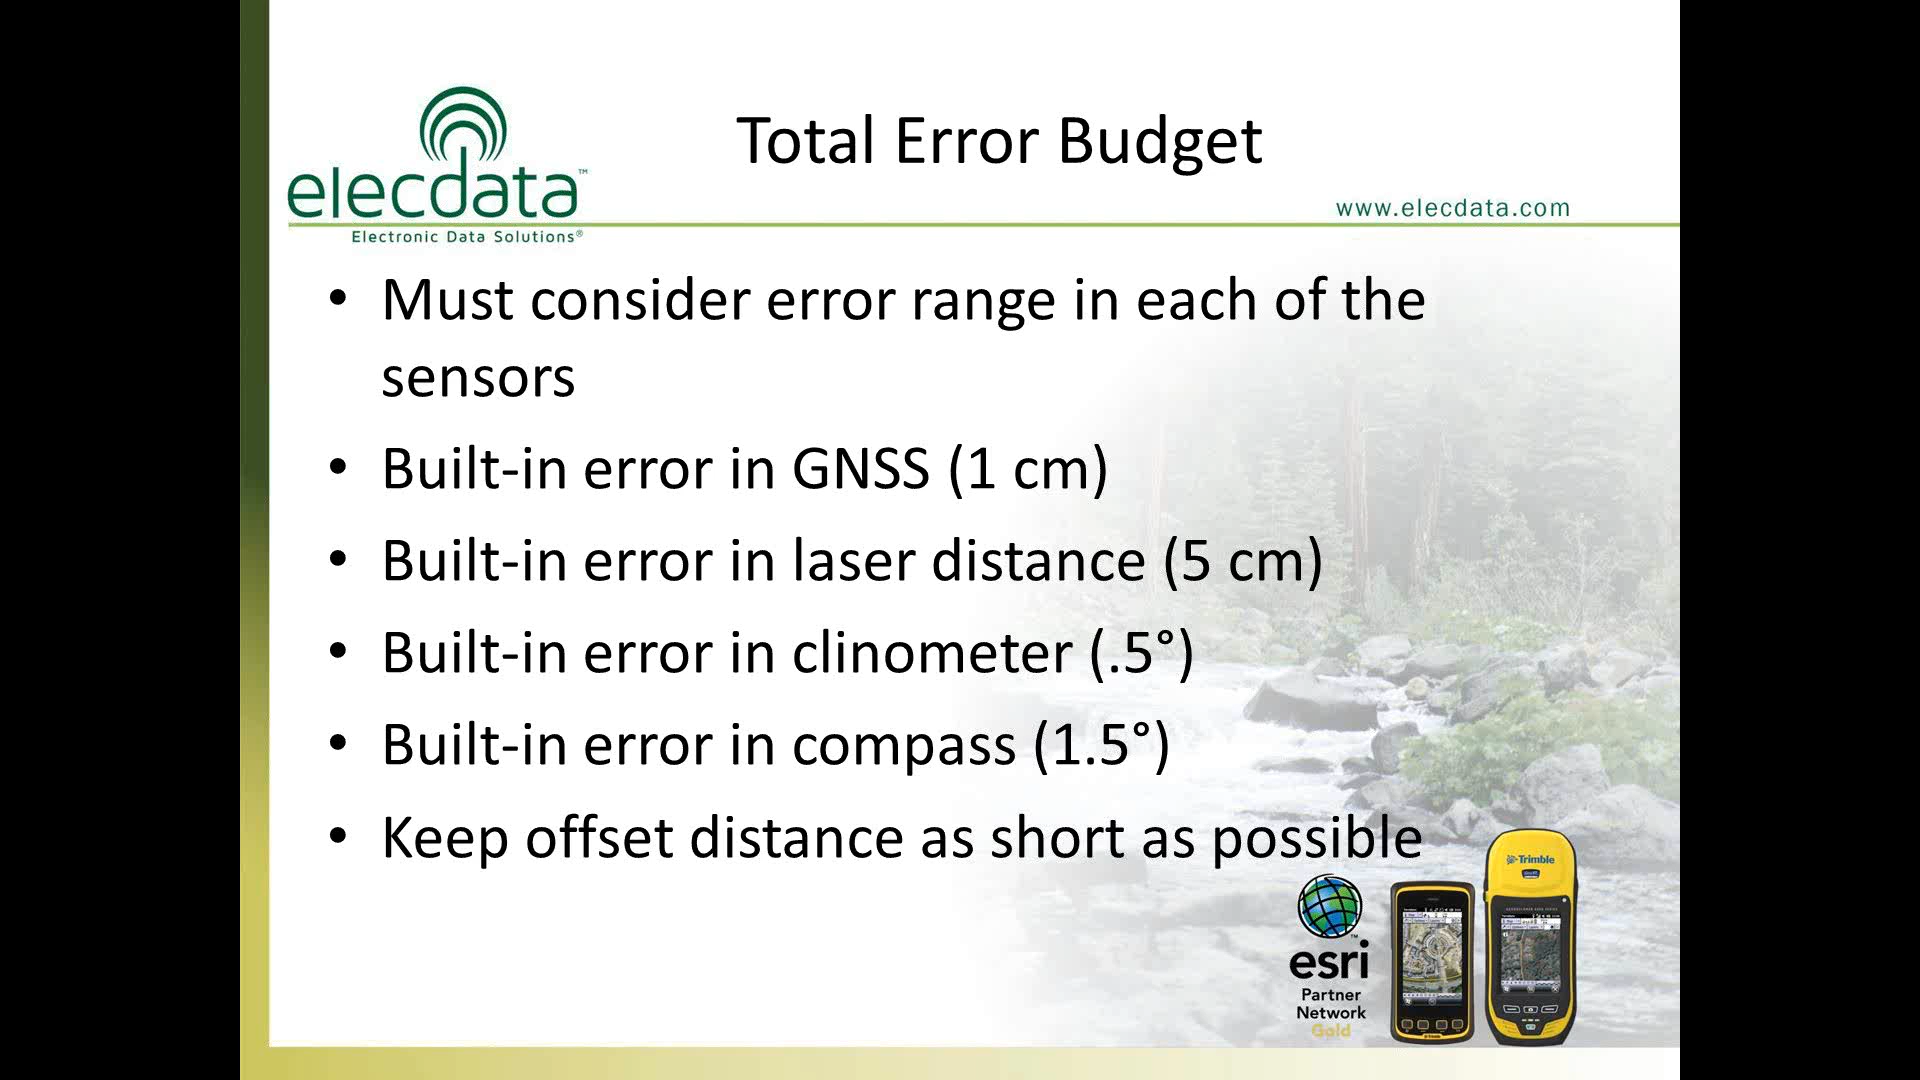 Total Error Budget
elecdata™
www.elecdata.com
Electronic Data Solutions®
• Must consider error range in each of the
sensors
• Built-in error in GNSS (1 cm)
• Built-in error in laser distance (5 cm)
• Built-in error in clinometer (.5°)
• Built-in error in compass (1.5°)
• Keep offset distance as short as possible
Trimble
esri™
Partner
Network
Gold